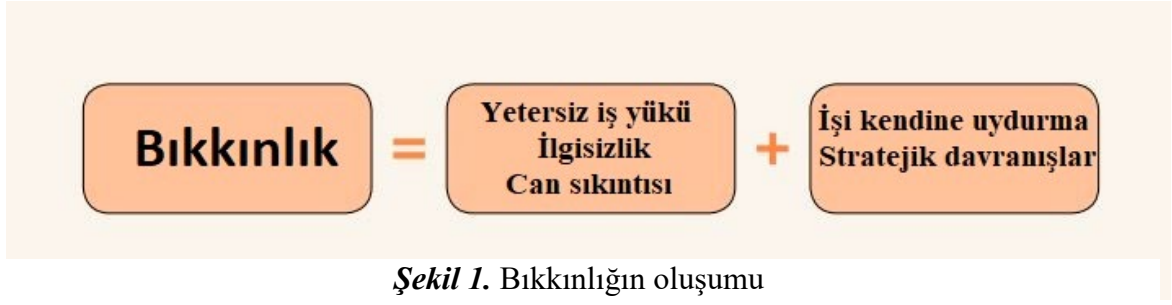 Bıkkınlık
=
Yetersiz iş yükü
İlgisizlik
Can sıkıntısı
+
İşi kendine uydurma
Stratejik davranışlar
Şekil 1. Bıkkınlığın oluşumu